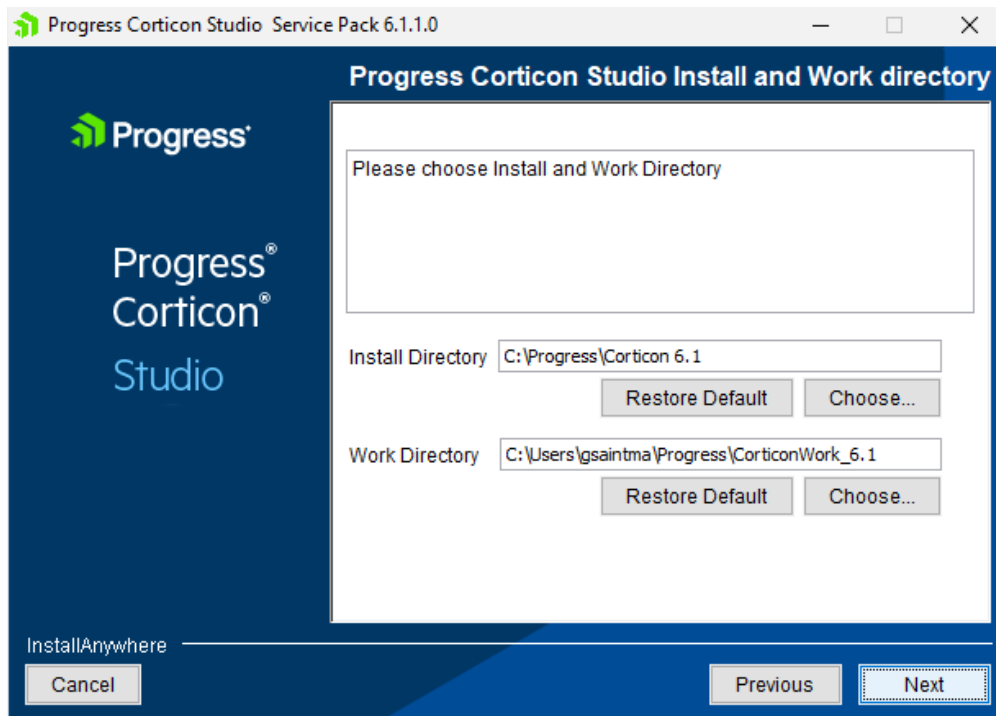 Progress Corticon Studio  Service Pack 6.1.1.0
Progress Corticon Studio Install and Work directory
Progress®
Progress®
Corticon®
Studio
Please choose Install and Work Directory
Install Directory C:\Progress\Corticon 6.1
Restore Default Choose...
Work Directory C:\Users\gsaintma\Progress\CorticonWork_6.1
Restore Default Choose...
InstallAnywhere
Cancel Previous Next